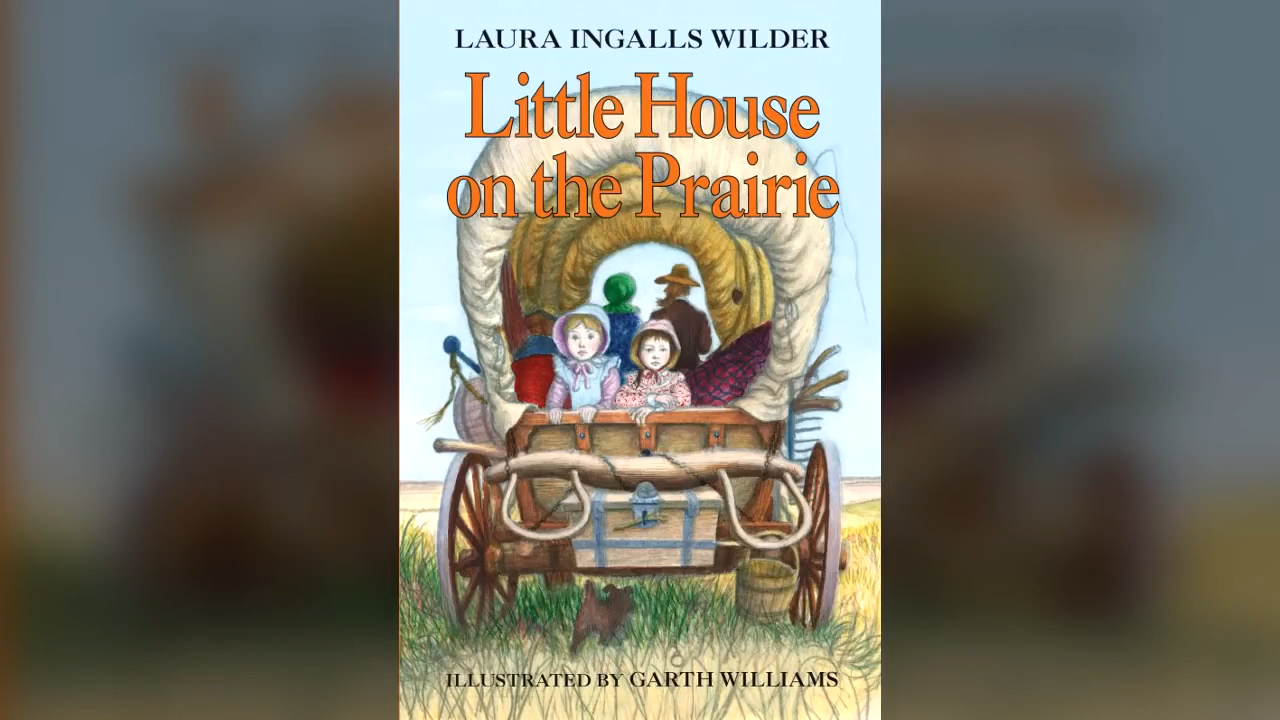 LAURA INGALLS WILDER
Little House
on the Prairie
ILLUSTRATED BY GARTH WILLIAMS